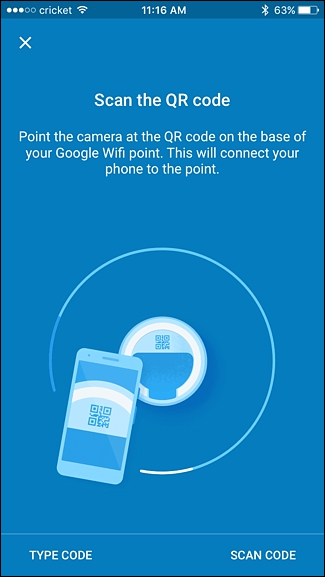 cricket 11:16 AM 63%
Scan the QR code
Point the camera at the QR code on the base of
your Google Wifi point. This will connect your
phone to the point.
TYPE CODE SCAN CODE